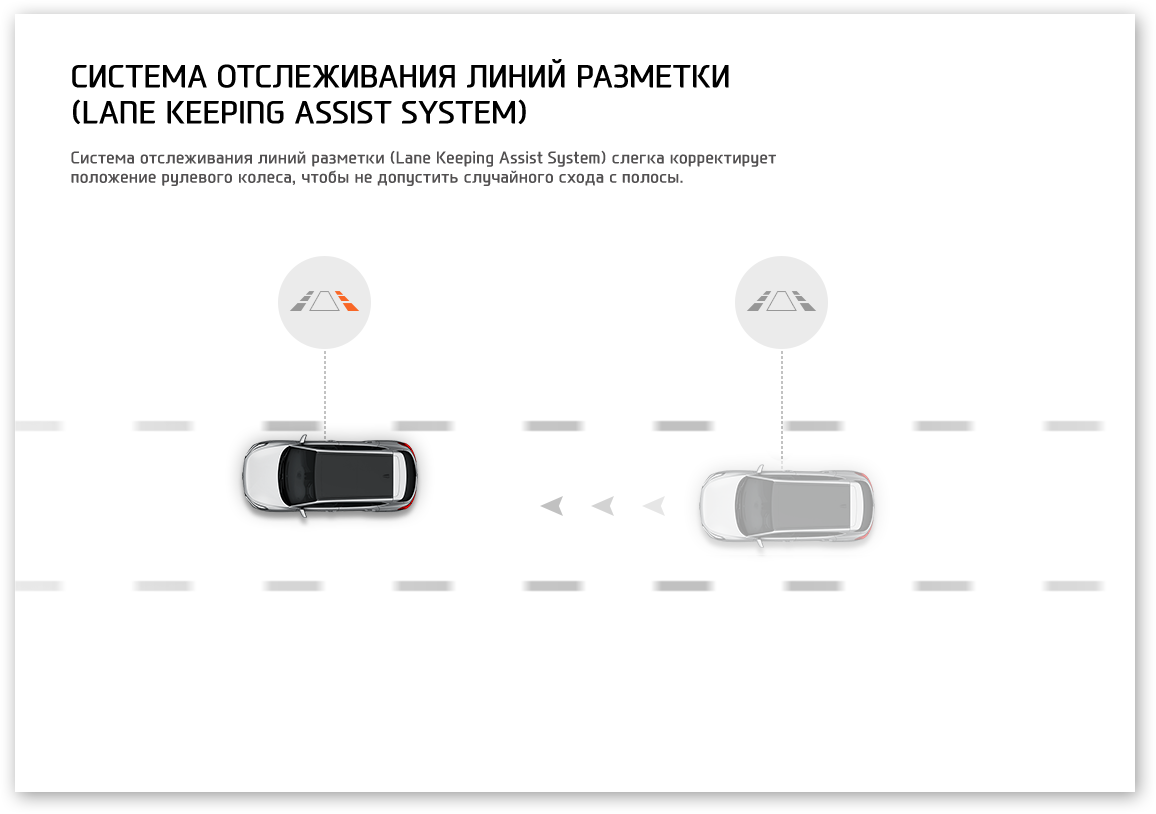 СИСТЕМА ОТСЛЕЖИВАНИЯ ЛИНИЙ РАЗМЕТКИ
(LANE KEEPING ASSIST SYSTEM)
Система отслеживания линий разметки (Lane Keeping Assist System) слегка корректирует
положение рулевого колеса, чтобы не допустить случайного схода с полосы.